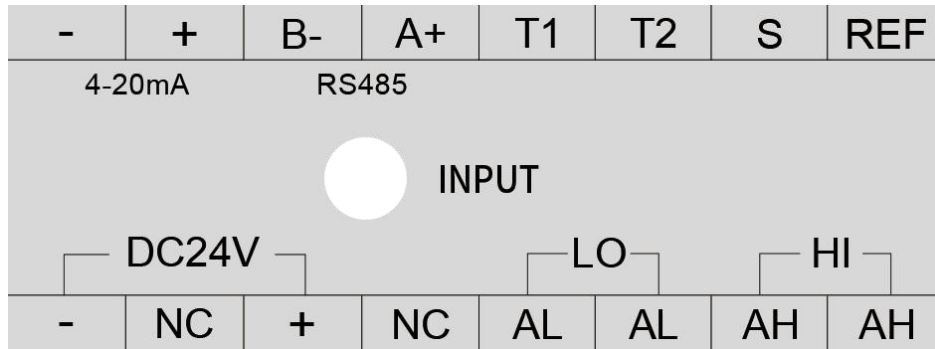 - + B- A+ T1 T2 S REF
4-20mA RS485
INPUT
DC24V LO HI
- NC + NC AL AL AH AH